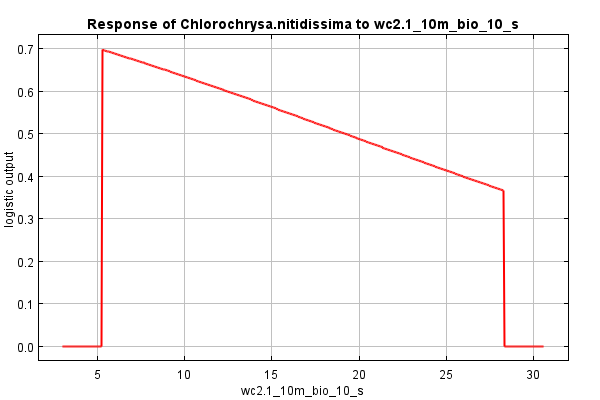 Response of Chlorochrysa.nitidissima to wc2.1_10m_bio_10_s
logistic output
0.7
0.6
0.5
0.4
0.3
0.2
0.1
0.0
5 10 15 20 25 30
wc2.1_10m_bio_10_s